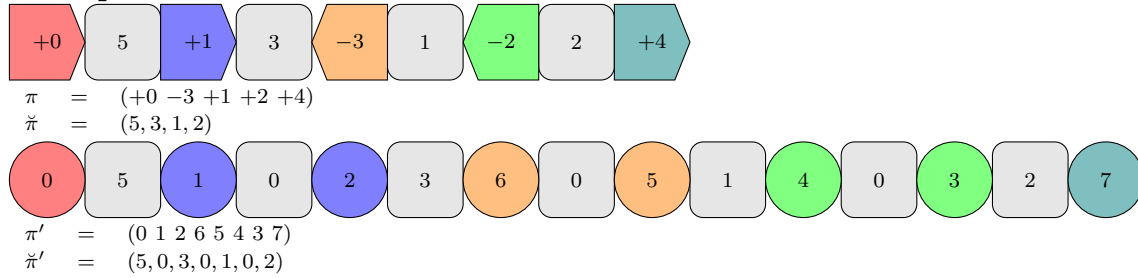 +0 5 +1 3 −3 1 −2 2 +4
π = (+0 −3 +1 +2 +4)
π̆ = (5, 3, 1, 2)
0 5 1 0 2 3 6 0 5 1 4 0 3 2 7
π′ = (0 1 2 6 5 4 3 7)
π̆′ = (5, 0, 3, 0, 1, 0, 2)